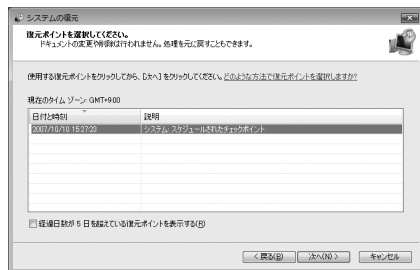 システムの復元
復元ポイントを選択してください。
ドキュメントの変更や削除は行われません。処理を元に戻すこともできます。
使用する復元ポイントをクリックしてから、[次へ] をクリックしてください。どのような方法で復元ポイントを選択しますか?
現在のタイム ゾーン: GMT+9:00
日付と時刻 説明
2007/10/10 15:27:23 システム: スケジュールされたチェックポイント
経過日数が 5 日を超えている復元ポイントを表示する(R)
< 戻る(B) 次へ(N) > キャンセル